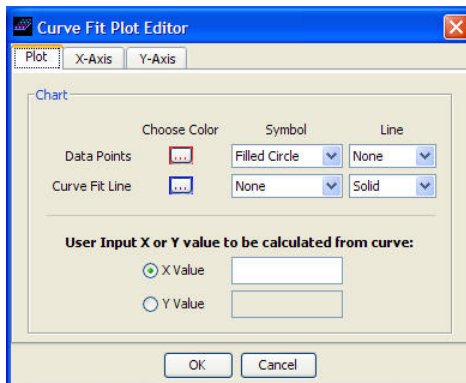 Curve Fit Plot Editor
Plot X-Axis Y-Axis
Chart
Choose Color Symbol Line
Data Points ... Filled Circle None
Curve Fit Line ... None Solid
User Input X or Y value to be calculated from curve:
X Value
Y Value
OK Cancel